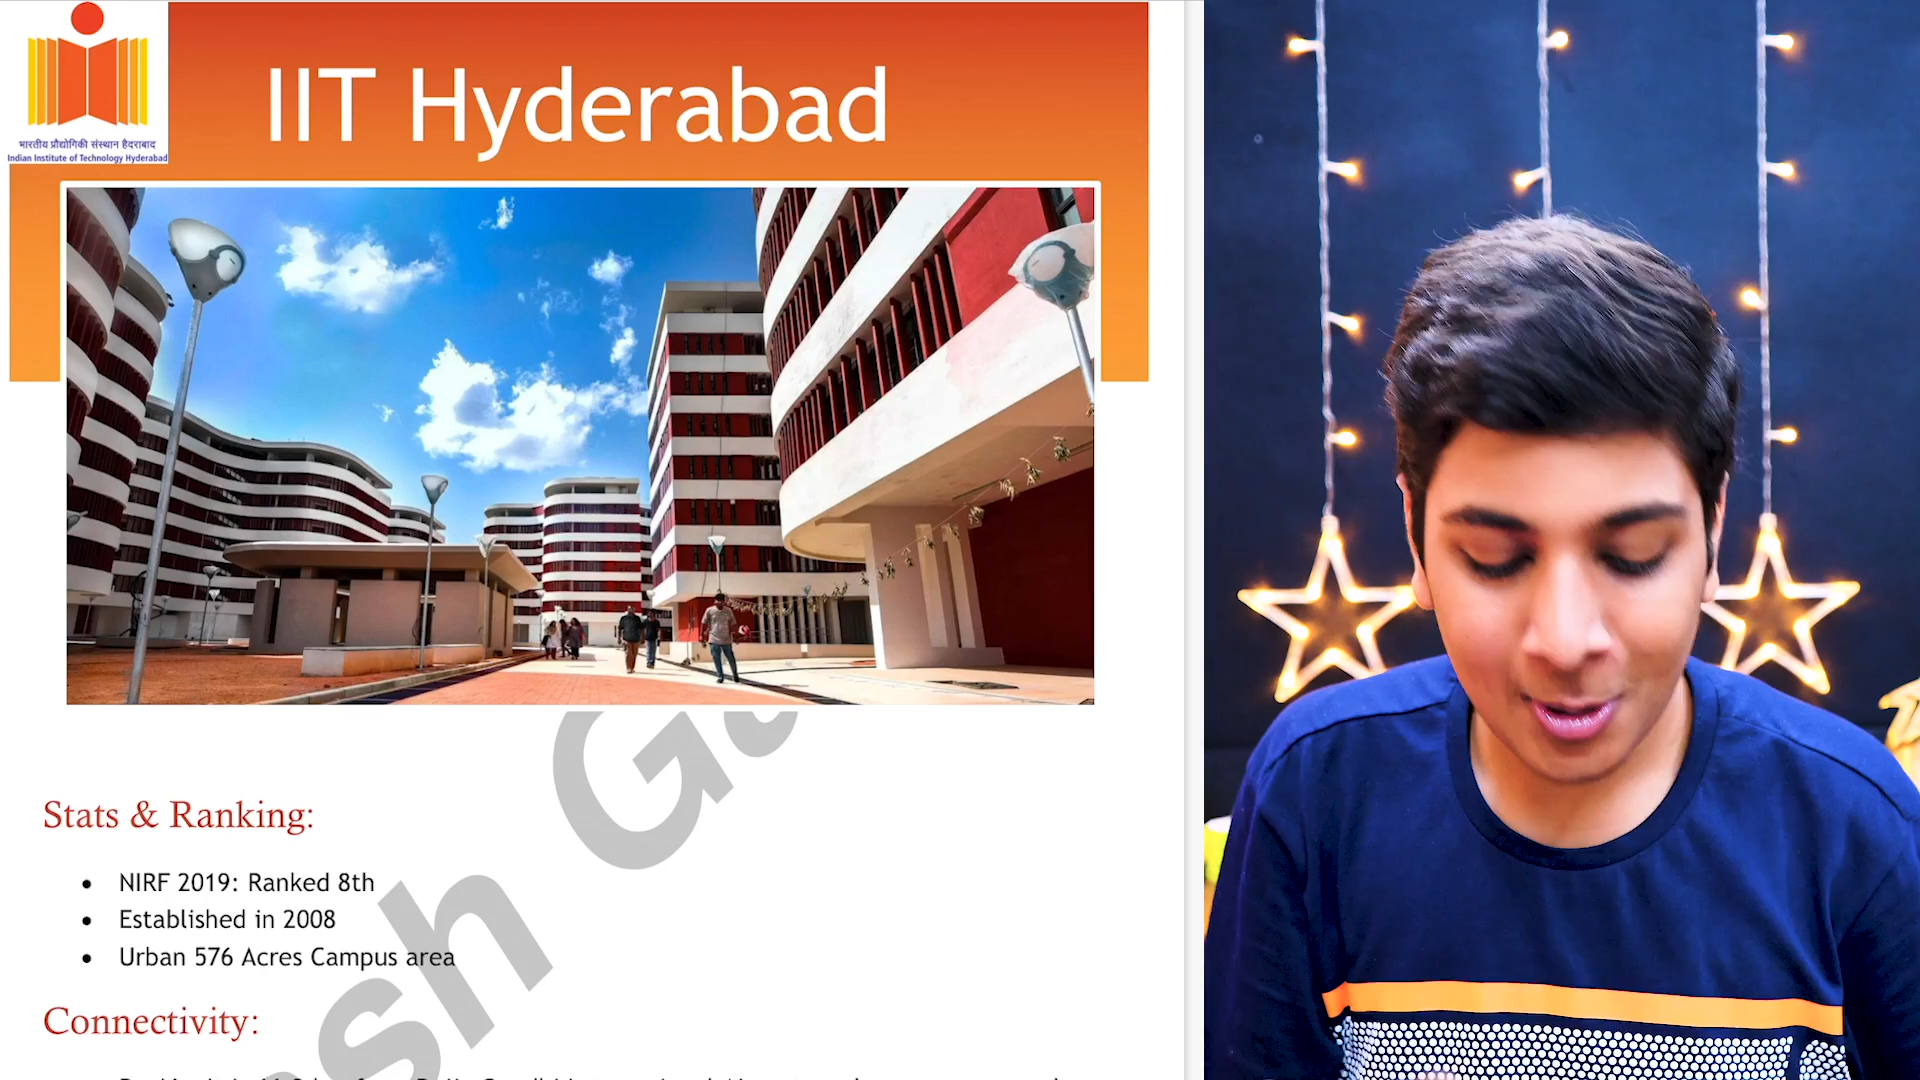 भारतीय प्रौद्योगिकी संस्थान हैदराबाद
Indian Institute of Technology Hyderabad
IIT Hyderabad
Stats & Ranking:
• NIRF 2019: Ranked 8th
• Established in 2008
• Urban 576 Acres Campus area
Connectivity: